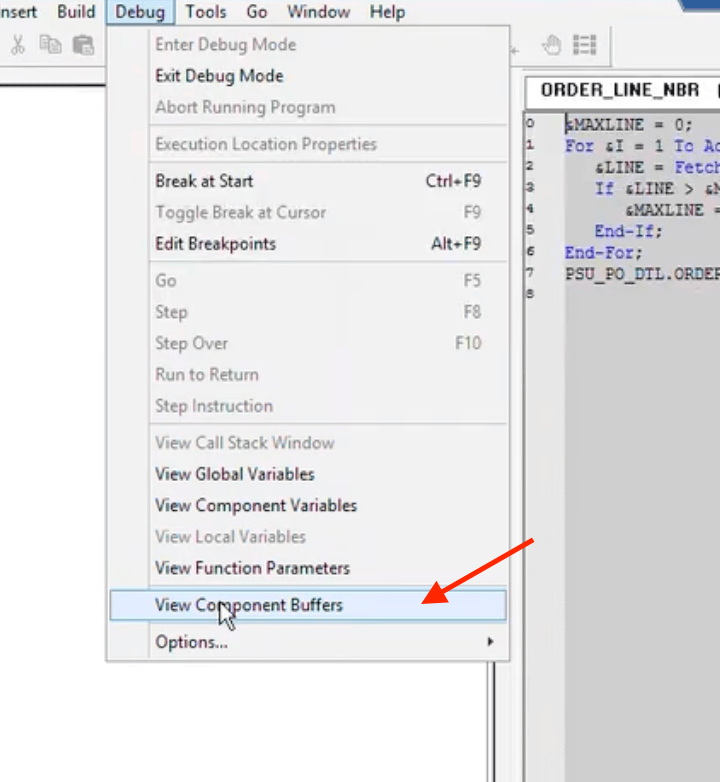 nsert Build Debug Tools Go Window Help
Enter Debug Mode
Exit Debug Mode
Abort Running Program
Execution Location Properties
Break at Start Ctrl+F9
Toggle Break at Cursor F9
Edit Breakpoints Alt+F9
Go F5
Step F8
Step Over F10
Run to Return
Step Instruction
View Call Stack Window
View Global Variables
View Component Variables
View Local Variables
View Function Parameters
View Component Buffers
Options...
ORDER_LINE_NBR
0 &MAXLINE = 0;
1 For &I = 1 To Ac
2 &LINE = Fetch
3 If &LINE > &M
4 &MAXLINE =
5 End-If;
6 End-For;
7 PSU_PO_DTL.ORDER
8